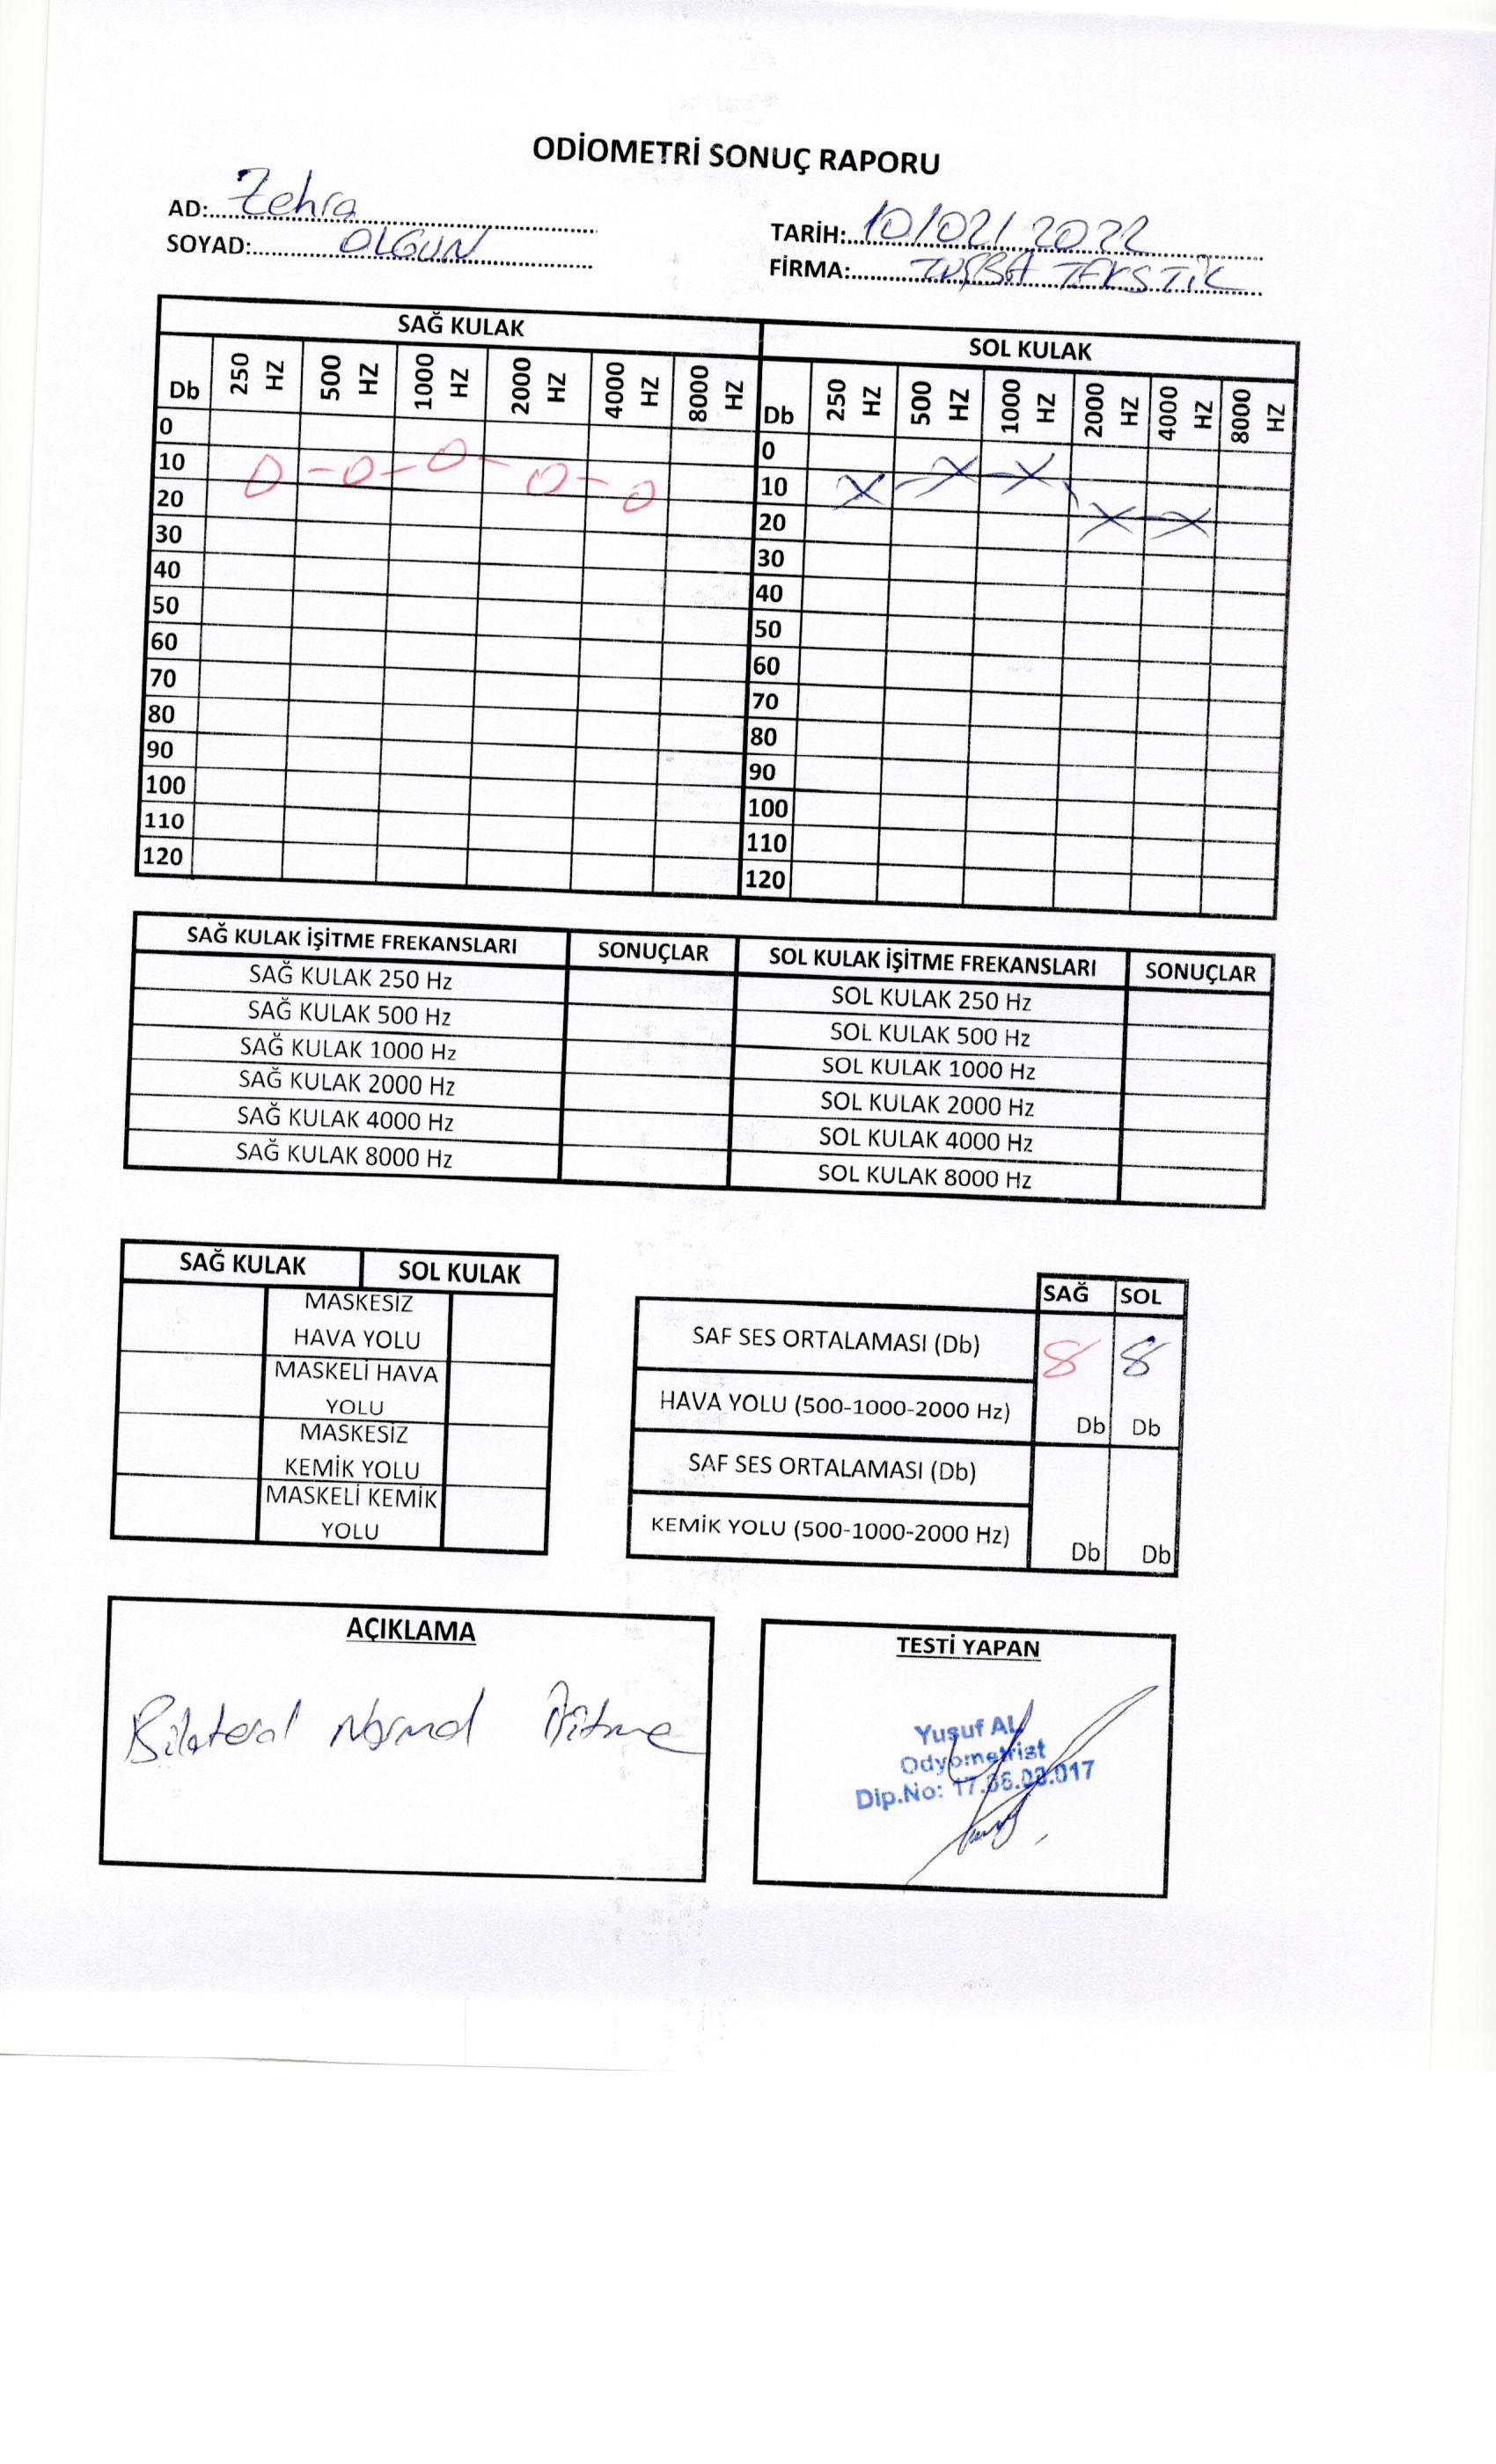 ODİOMETRİ SONUÇ RAPORU
AD: Zehra
SOYAD: OLGUN
TARİH: 10/02/2022
FİRMA: TUŞBA TEKSTİL
SAĞ KULAK SOL KULAK
Db 250 HZ 500 HZ 1000 HZ 2000 HZ 4000 HZ 8000 HZ Db 250 HZ 500 HZ 1000 HZ 2000 HZ 4000 HZ 8000 HZ
0 0
10 10
20 20
30 30
40 40
50 50
60 60
70 70
80 80
90 90
100 100
110 110
120 120
SAĞ KULAK İŞİTME FREKANSLARI SONUÇLAR SOL KULAK İŞİTME FREKANSLARI SONUÇLAR
SAĞ KULAK 250 Hz SOL KULAK 250 Hz
SAĞ KULAK 500 Hz SOL KULAK 500 Hz
SAĞ KULAK 1000 Hz SOL KULAK 1000 Hz
SAĞ KULAK 2000 Hz SOL KULAK 2000 Hz
SAĞ KULAK 4000 Hz SOL KULAK 4000 Hz
SAĞ KULAK 8000 Hz SOL KULAK 8000 Hz
SAĞ KULAK SOL KULAK
MASKESİZ
HAVA YOLU
MASKELİ HAVA
YOLU
MASKESİZ
KEMİK YOLU
MASKELİ KEMİK
YOLU
SAĞ SOL
SAF SES ORTALAMASI (Db) 8 8
HAVA YOLU (500-1000-2000 Hz) Db Db
SAF SES ORTALAMASI (Db)
KEMİK YOLU (500-1000-2000 Hz) Db Db
AÇIKLAMA
Bilateral Normal İşitme
TESTİ YAPAN
Yusuf AL
Odyometrist
Dip.No: 17.36.03.017